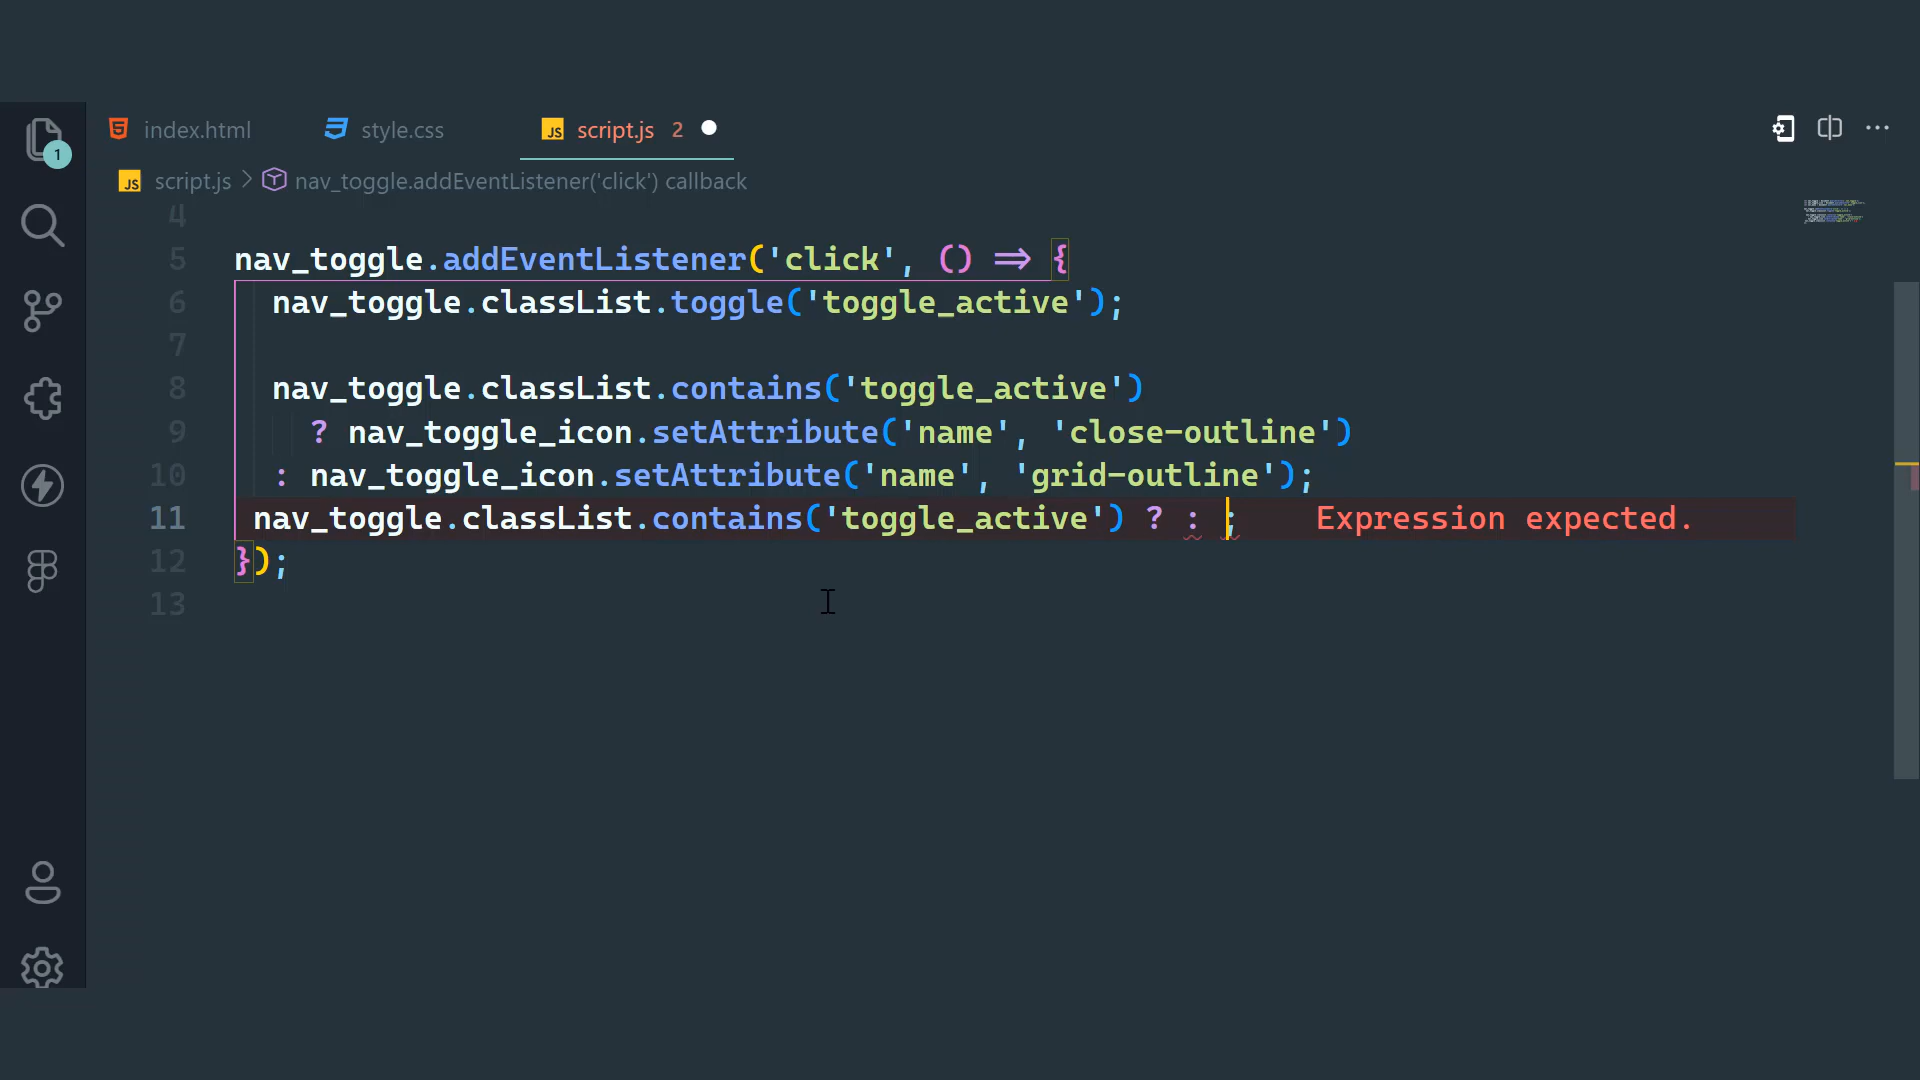 index.html style.css script.js 2
1
script.js > nav_toggle.addEventListener('click') callback
4
5 nav_toggle.addEventListener('click', () => {
6 nav_toggle.classList.toggle('toggle_active');
7
8 nav_toggle.classList.contains('toggle_active')
9 ? nav_toggle_icon.setAttribute('name', 'close-outline')
10 : nav_toggle_icon.setAttribute('name', 'grid-outline');
11 nav_toggle.classList.contains('toggle_active') ? : ; Expression expected.
12 });
13